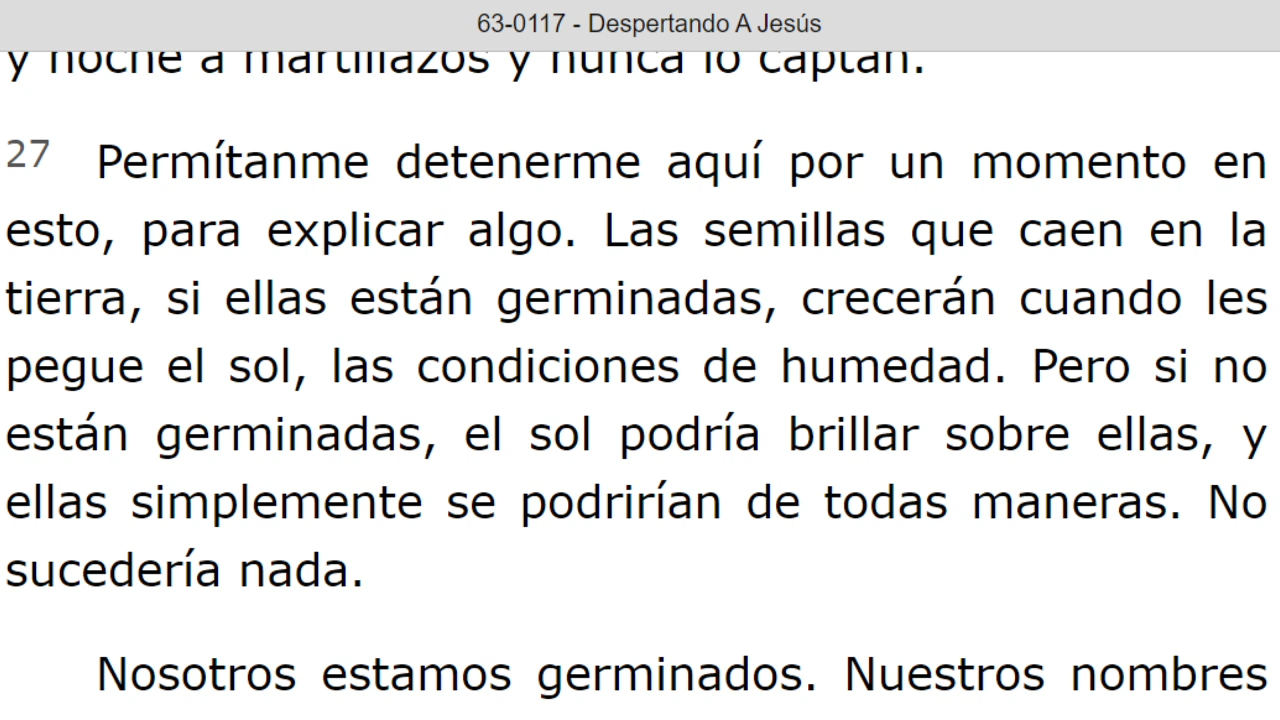 63-0117 - Despertando A Jesús
y noche a martillazos y nunca lo captan.
27 Permítanme detenerme aquí por un momento en
esto, para explicar algo. Las semillas que caen en la
tierra, si ellas están germinadas, crecerán cuando les
pegue el sol, las condiciones de humedad. Pero si no
están germinadas, el sol podría brillar sobre ellas, y
ellas simplemente se podrirían de todas maneras. No
sucedería nada.
Nosotros estamos germinados. Nuestros nombres